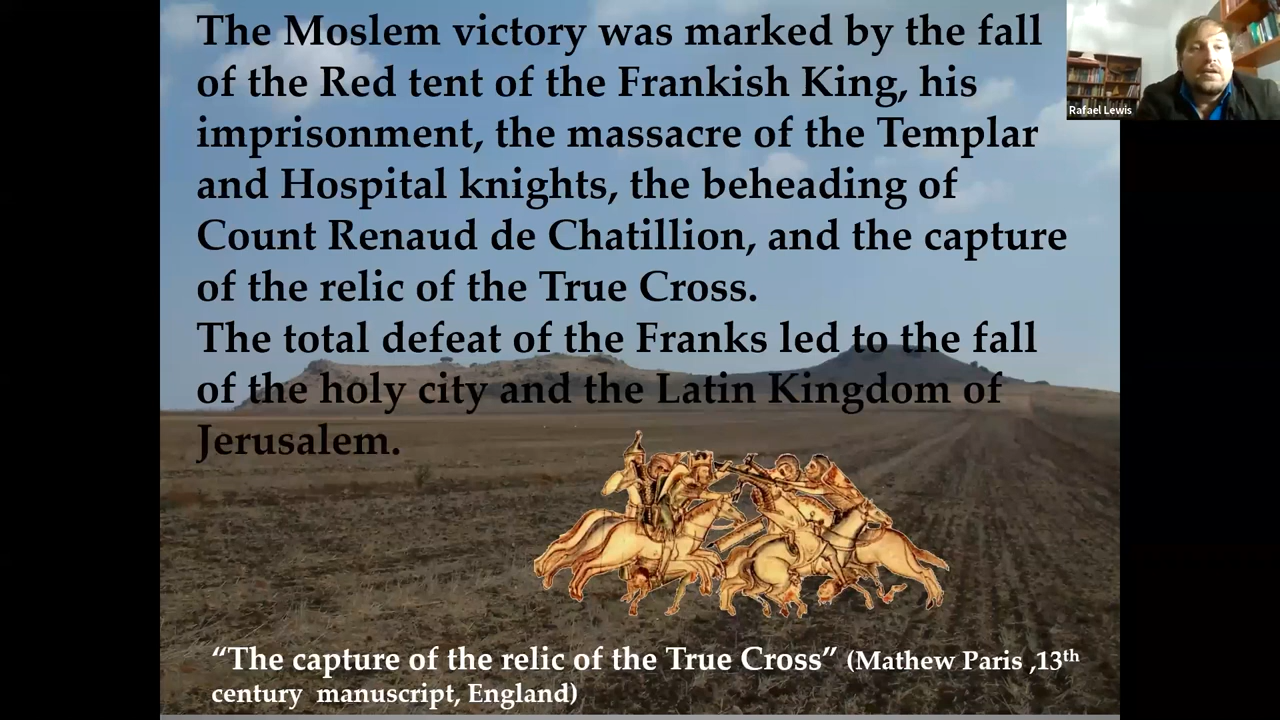 The Moslem victory was marked by the fall
of the Red tent of the Frankish King, his
imprisonment, the massacre of the Templar
and Hospital knights, the beheading of
Count Renaud de Chatillion, and the capture
of the relic of the True Cross.
The total defeat of the Franks led to the fall
of the holy city and the Latin Kingdom of
Jerusalem.
“The capture of the relic of the True Cross” (Mathew Paris ,13th
century manuscript, England)
Rafael Lewis